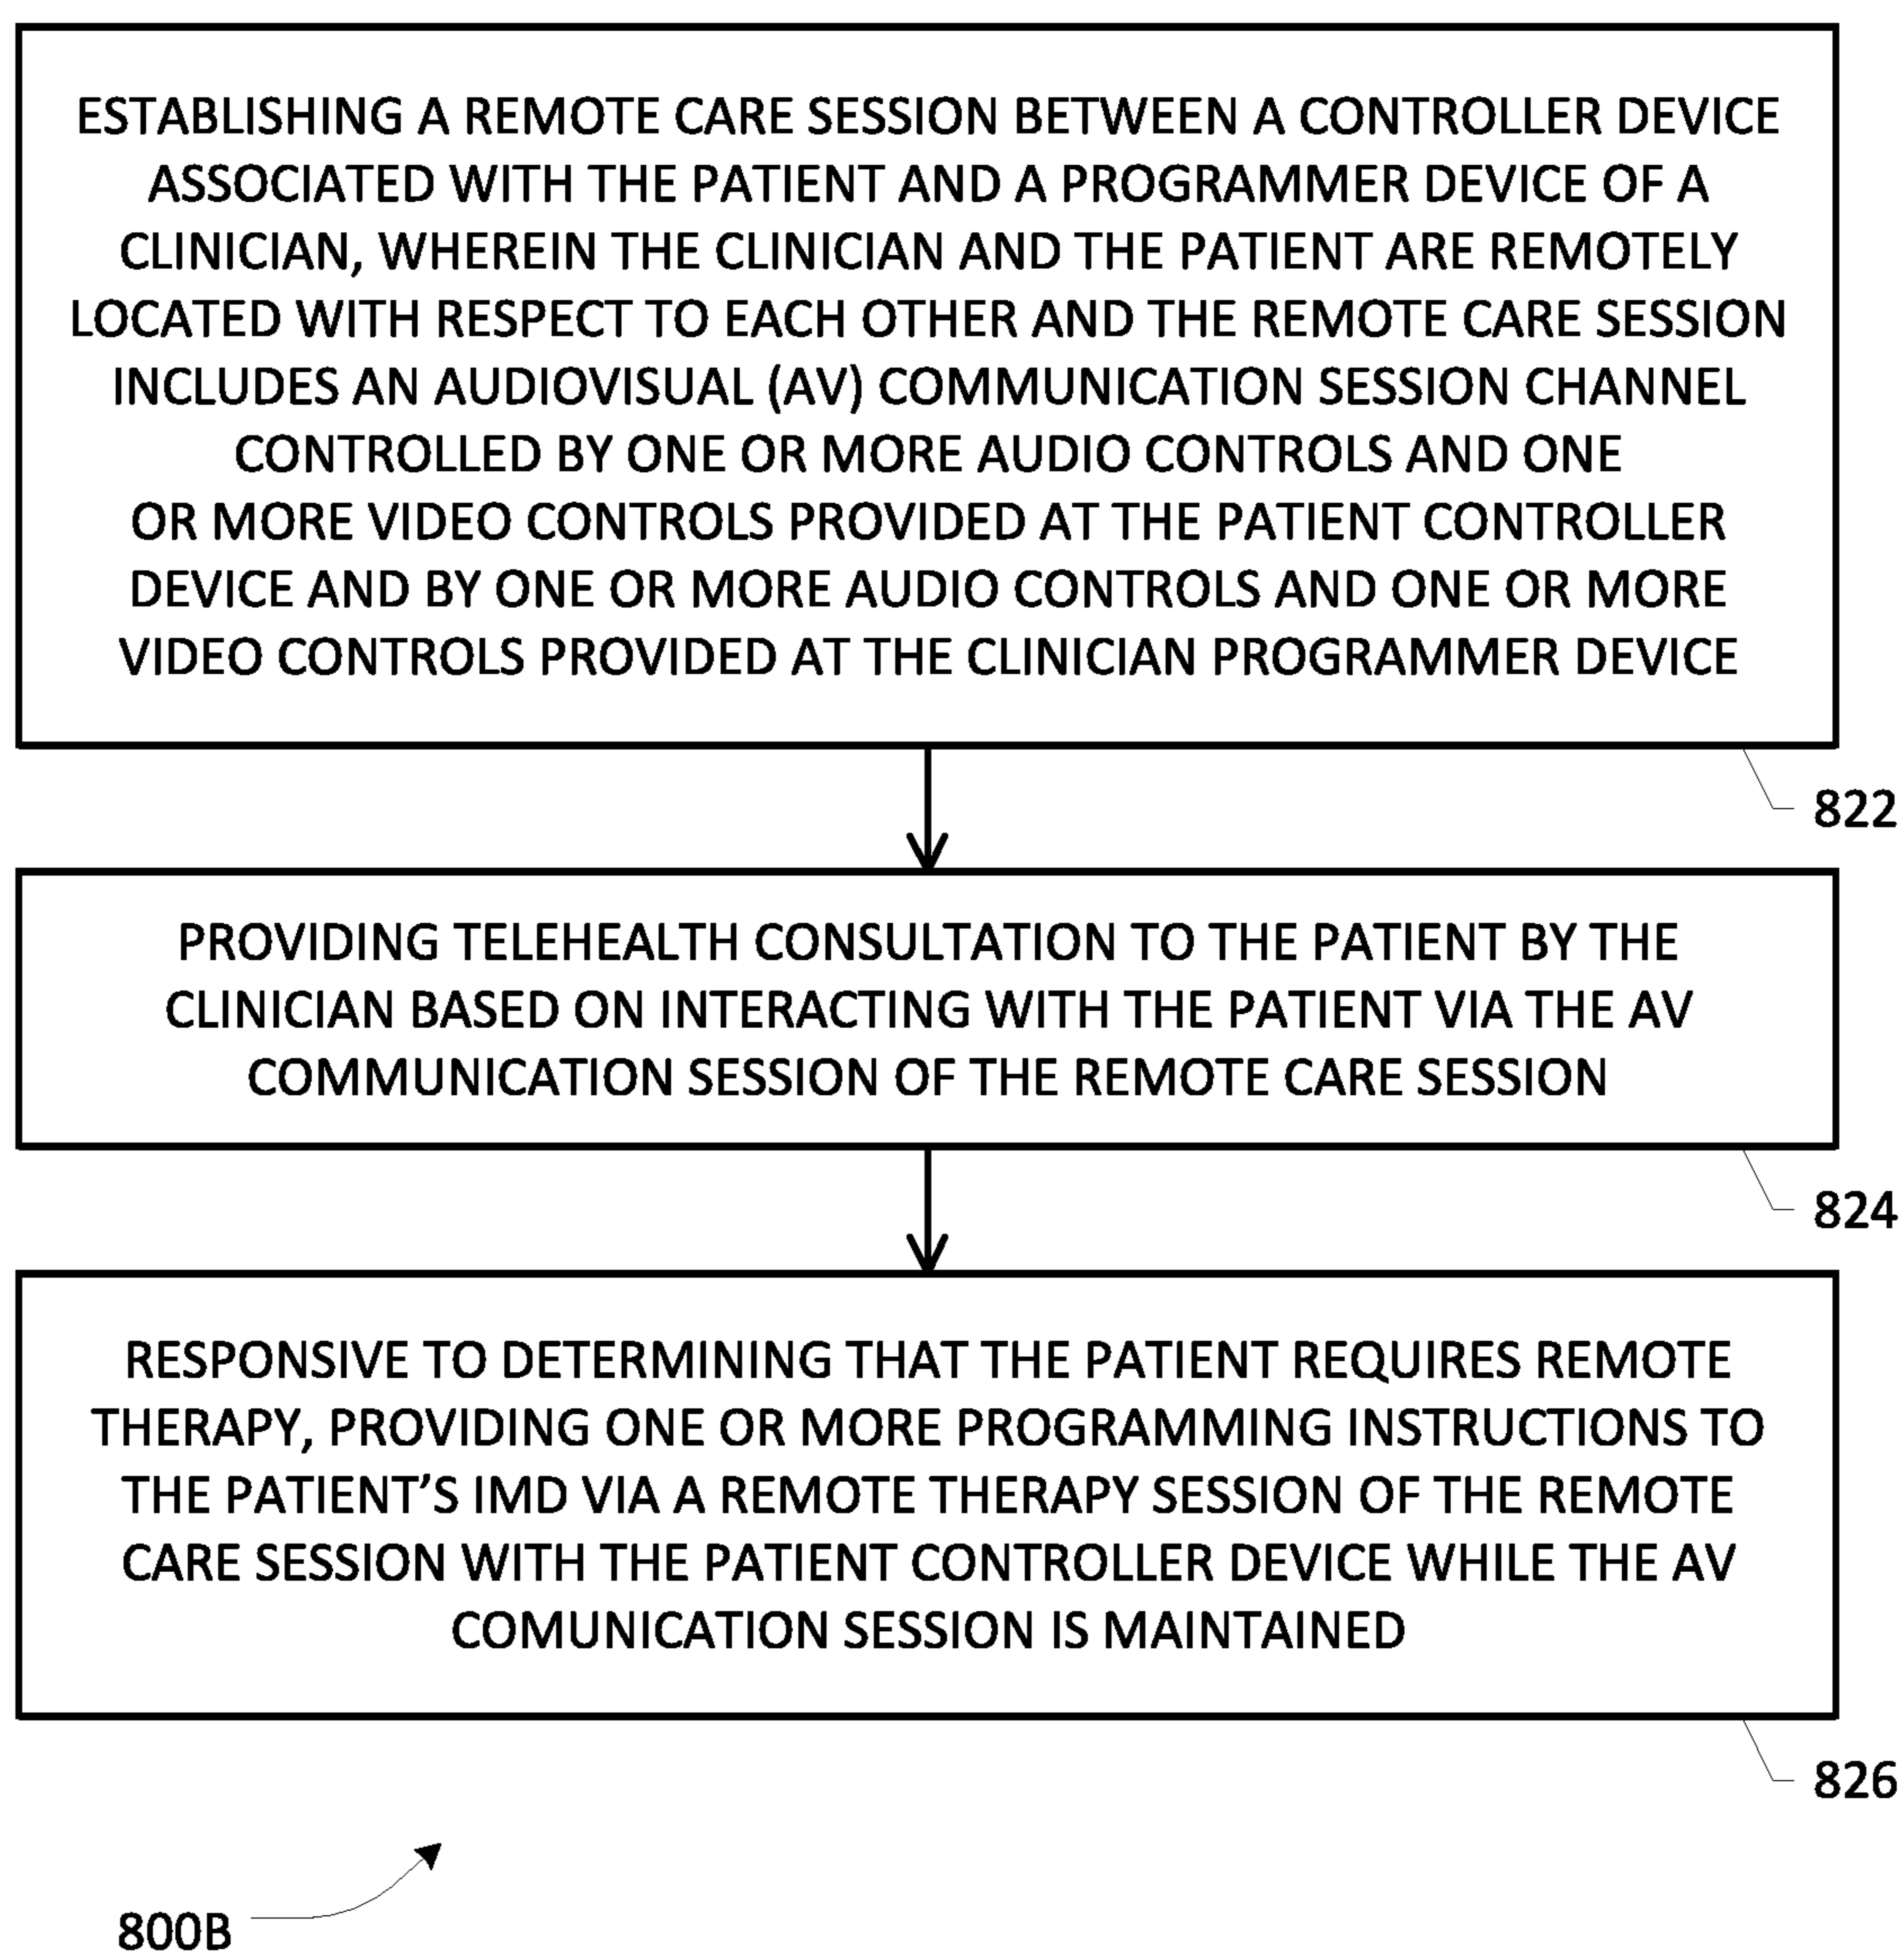 ESTABLISHING A REMOTE CARE SESSION BETWEEN A CONTROLLER DEVICE
ASSOCIATED WITH THE PATIENT AND A PROGRAMMER DEVICE OF A
CLINICIAN, WHEREIN THE CLINICIAN AND THE PATIENT ARE REMOTELY
LOCATED WITH RESPECT TO EACH OTHER AND THE REMOTE CARE SESSION
INCLUDES AN AUDIOVISUAL (AV) COMMUNICATION SESSION CHANNEL
CONTROLLED BY ONE OR MORE AUDIO CONTROLS AND ONE
OR MORE VIDEO CONTROLS PROVIDED AT THE PATIENT CONTROLLER
DEVICE AND BY ONE OR MORE AUDIO CONTROLS AND ONE OR MORE
VIDEO CONTROLS PROVIDED AT THE CLINICIAN PROGRAMMER DEVICE
822
PROVIDING TELEHEALTH CONSULTATION TO THE PATIENT BY THE
CLINICIAN BASED ON INTERACTING WITH THE PATIENT VIA THE AV
COMMUNICATION SESSION OF THE REMOTE CARE SESSION
824
RESPONSIVE TO DETERMINING THAT THE PATIENT REQUIRES REMOTE
THERAPY, PROVIDING ONE OR MORE PROGRAMMING INSTRUCTIONS TO
THE PATIENT’S IMD VIA A REMOTE THERAPY SESSION OF THE REMOTE
CARE SESSION WITH THE PATIENT CONTROLLER DEVICE WHILE THE AV
COMUNICATION SESSION IS MAINTAINED
826
800B